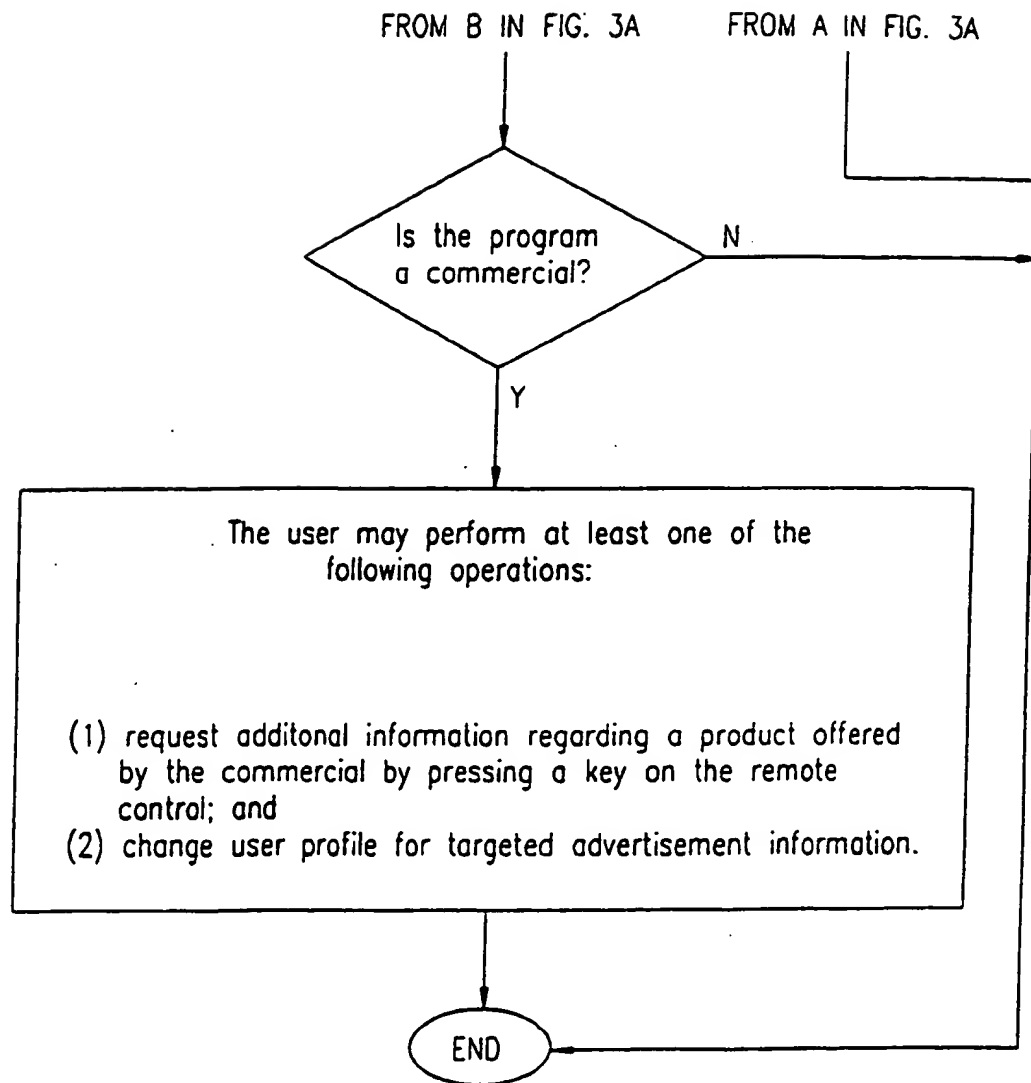 FROM B IN FIG. 3A
FROM A IN FIG. 3A
Is the program
a commercial?
N
Y
The user may perform at least one of the
following operations:
(1) request additonal information regarding a product offered
by the commercial by pressing a key on the remote
control; and
(2) change user profile for targeted advertisement information.
END